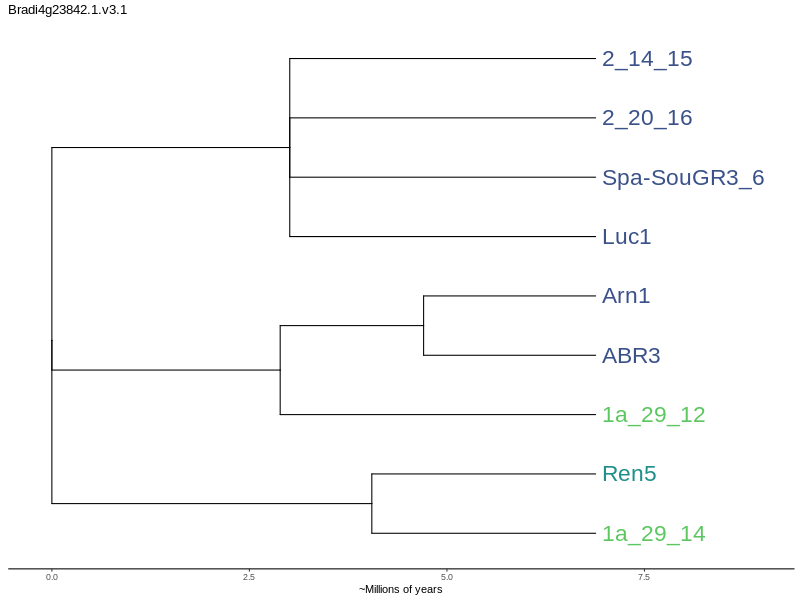 Bradi4g23842.1.v3.1
2_14_15
2_20_16
Spa-SouGR3_6
Luc1
Arn1
ABR3
1a_29_12
Ren5
1a_29_14
0.0 2.5 5.0 7.5
~Millions of years